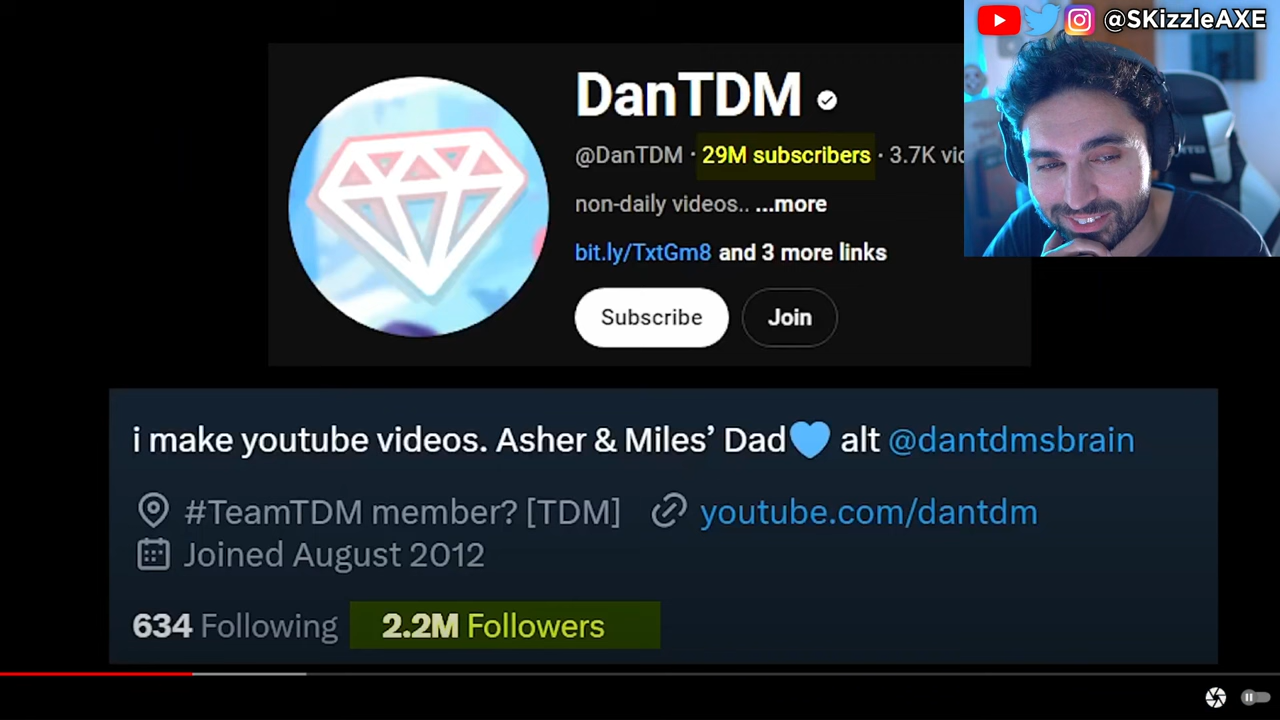 @SKizzleAXE
DanTDM
@DanTDM · 29M subscribers · 3.7K
non-daily videos.. ...more
bit.ly/TxtGm8 and 3 more links
Subscribe
Join
i make youtube videos. Asher & Miles’ Dad💙 alt @dantdmsbrain
#TeamTDM member? [TDM] youtube.com/dantdm
Joined August 2012
634 Following 2.2M Followers